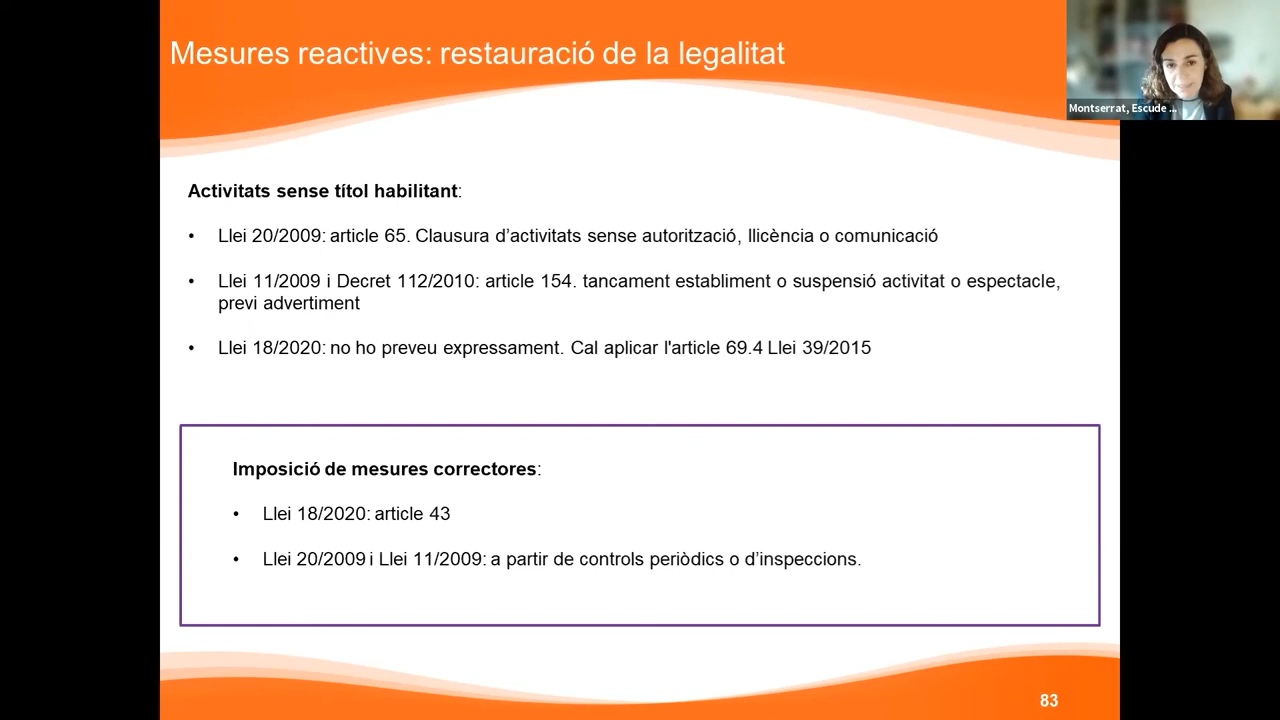 Mesures reactives: restauració de la legalitat
Montserrat, Escude ...
Activitats sense títol habilitant:
• Llei 20/2009: article 65. Clausura d’activitats sense autorització, llicència o comunicació
• Llei 11/2009 i Decret 112/2010: article 154. tancament establiment o suspensió activitat o espectacle,
previ advertiment
• Llei 18/2020: no ho preveu expressament. Cal aplicar l'article 69.4 Llei 39/2015
Imposició de mesures correctores:
• Llei 18/2020: article 43
• Llei 20/2009 i Llei 11/2009: a partir de controls periòdics o d’inspeccions.
83